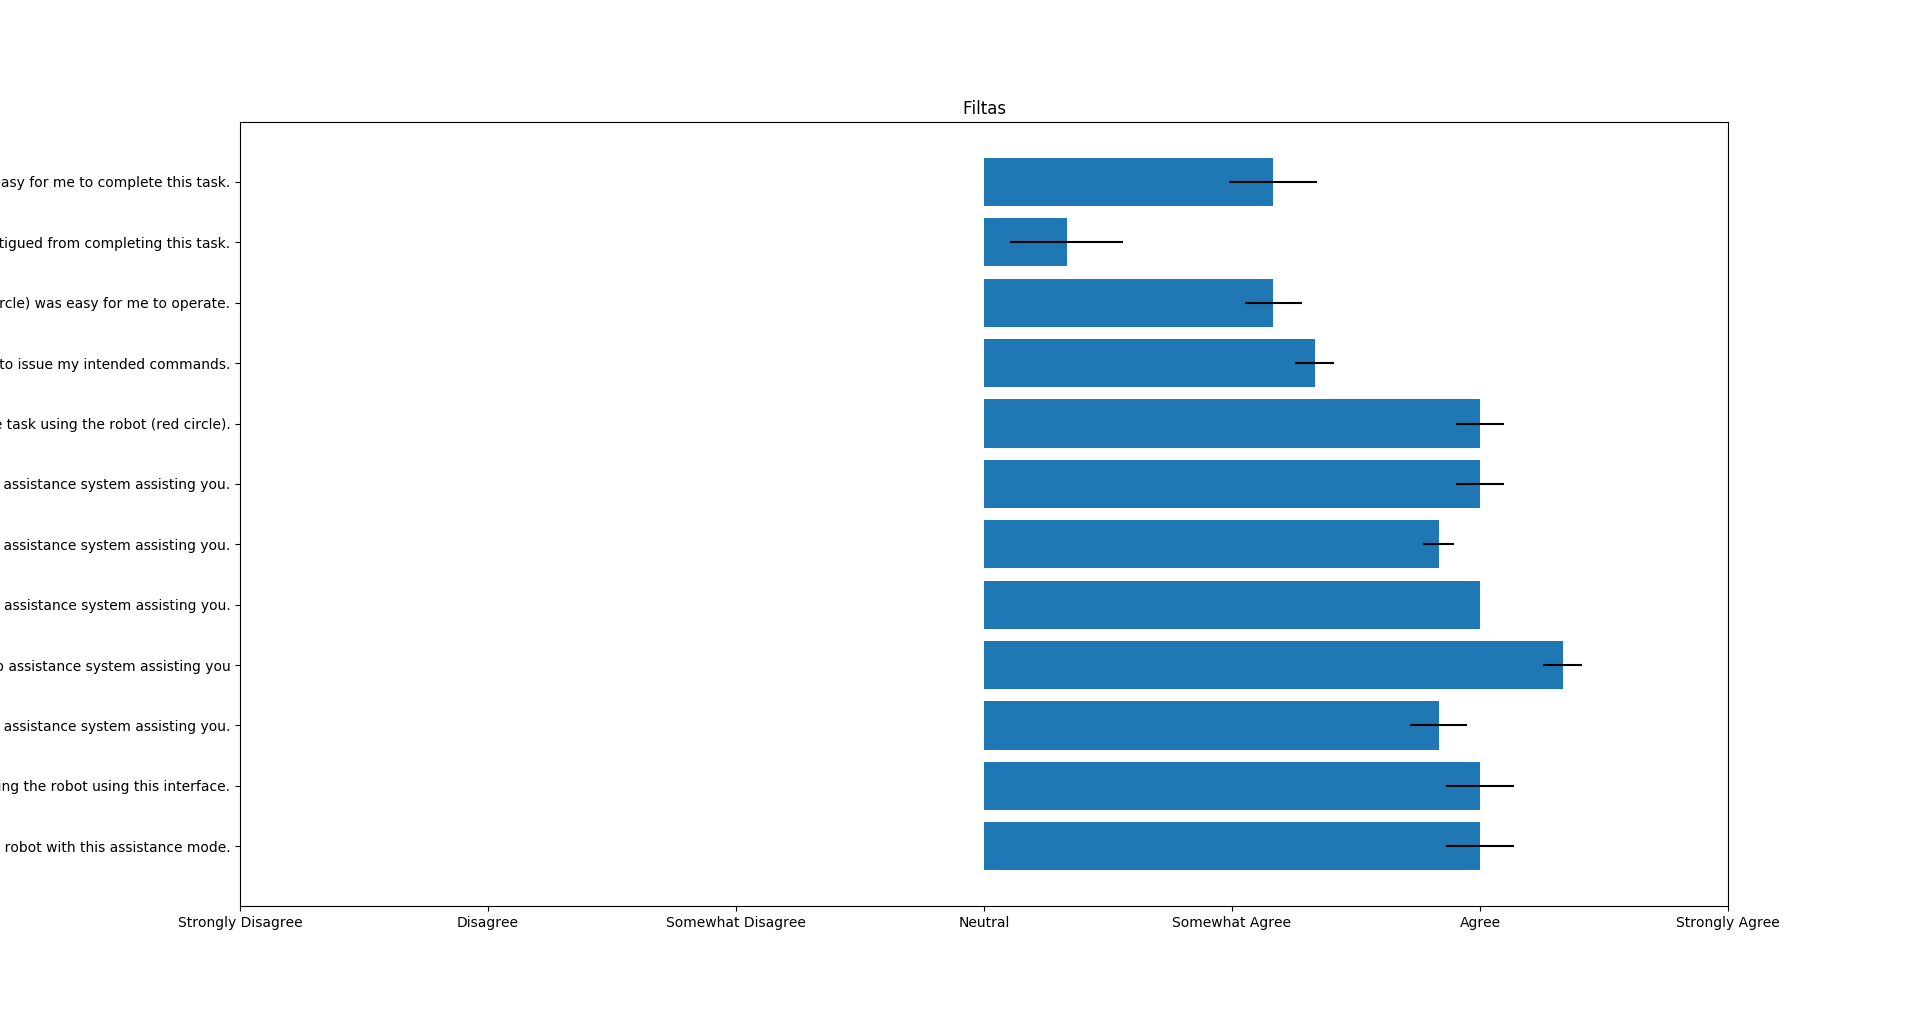 Filtas
asy for me to complete this task.
tigued from completing this task.
rcle) was easy for me to operate.
to issue my intended commands.
e task using the robot (red circle).
assistance system assisting you.
assistance system assisting you.
assistance system assisting you.
o assistance system assisting you
assistance system assisting you.
ing the robot using this interface.
robot with this assistance mode.
Strongly Disagree Disagree Somewhat Disagree Neutral Somewhat Agree Agree Strongly Agree